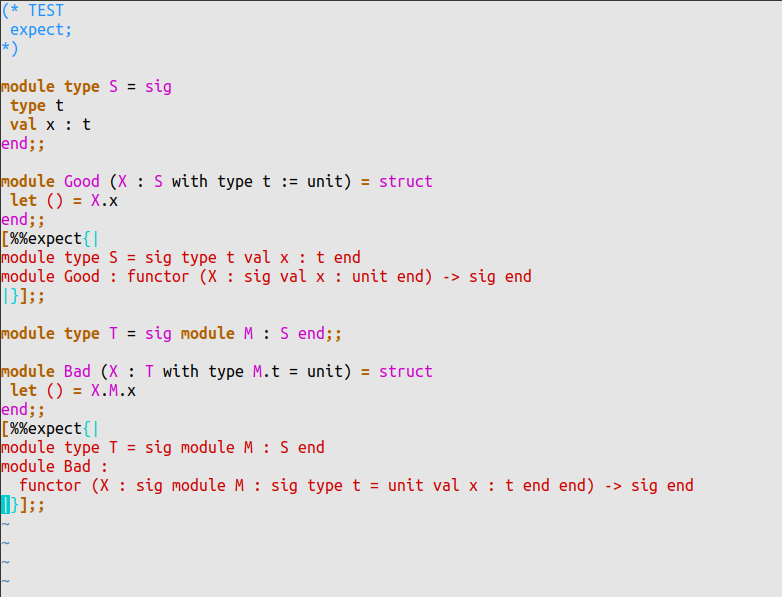 (* TEST
 expect;
*)

module type S = sig
 type t
 val x : t
end;;

module Good (X : S with type t := unit) = struct
 let () = X.x
end;;
[%%expect{|
module type S = sig type t val x : t end
module Good : functor (X : sig val x : unit end) -> sig end
|}];;

module type T = sig module M : S end;;

module Bad (X : T with type M.t = unit) = struct
 let () = X.M.x
end;;
[%%expect{|
module type T = sig module M : S end
module Bad :
  functor (X : sig module M : sig type t = unit val x : t end end) -> sig end
|}];;
~
~
~
~